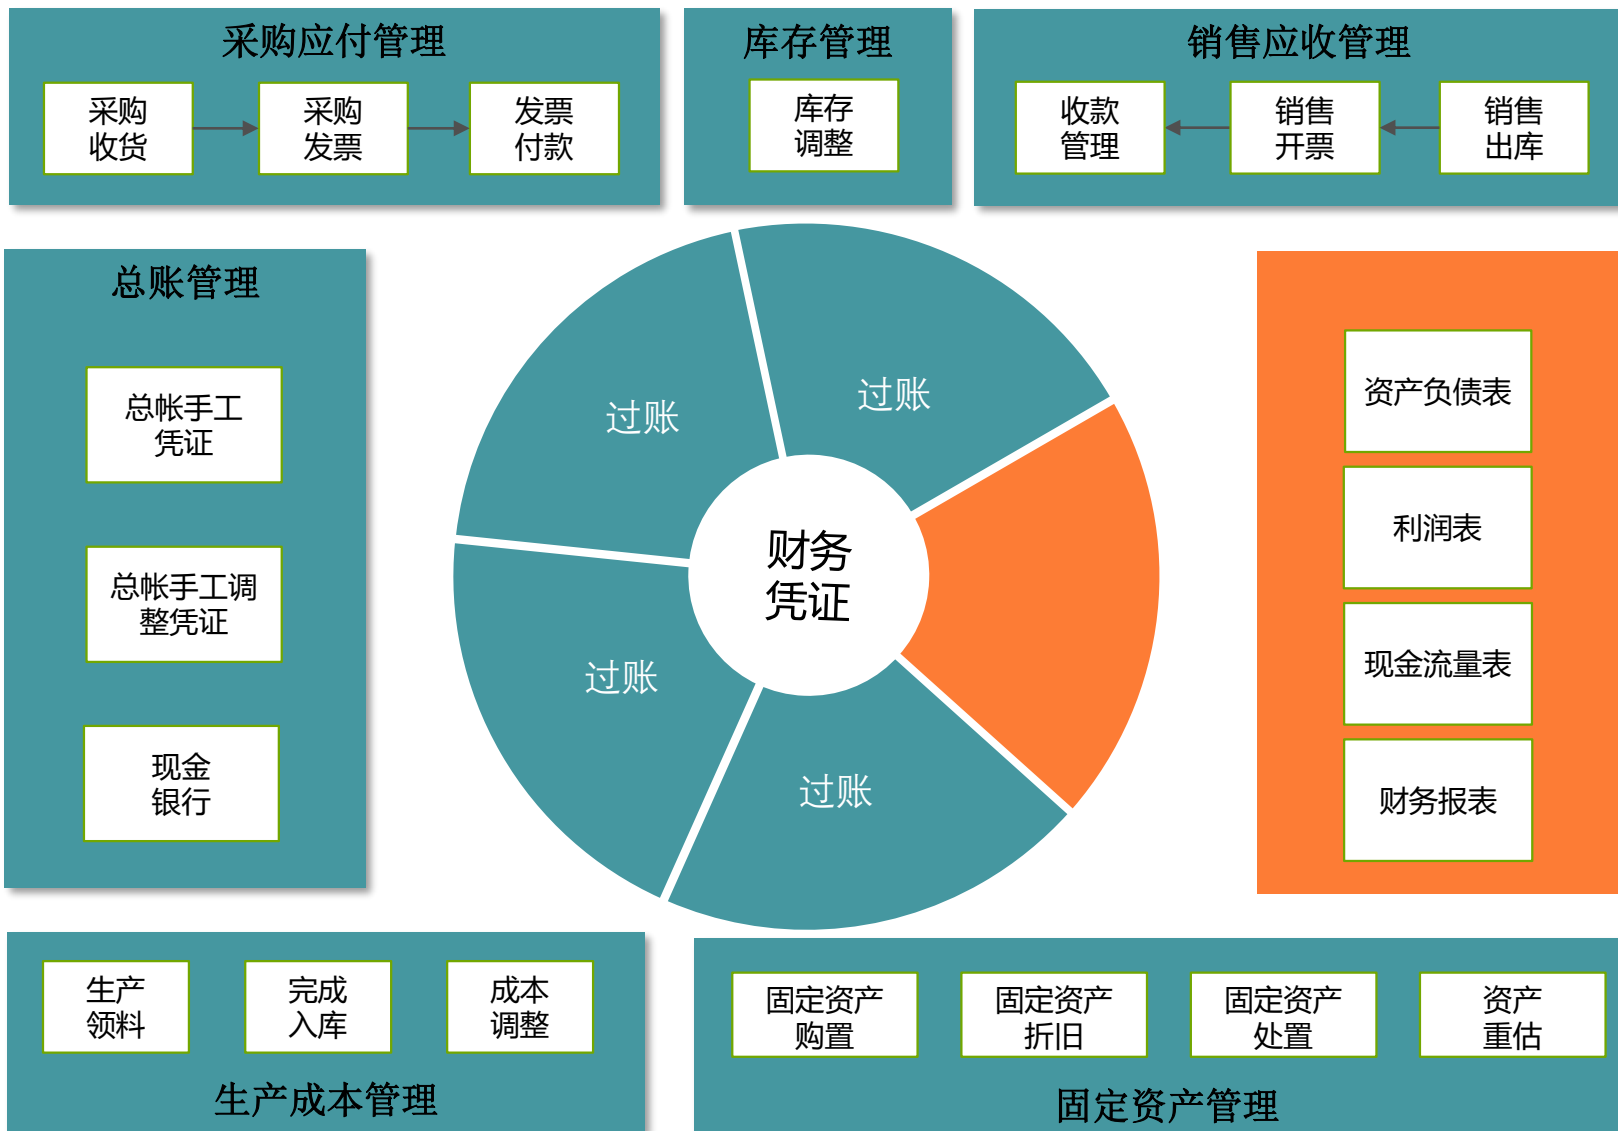 采购应付管理
采购
收货
采购
发票
发票
付款
库存管理
库存
调整
销售应收管理
收款
管理
销售
开票
销售
出库
总账管理
总帐手工
凭证
总帐手工调
整凭证
现金
银行
过账
过账
过账
过账
财务
凭证
资产负债表
利润表
现金流量表
财务报表
生产
领料
完成
入库
成本
调整
生产成本管理
固定资产
购置
固定资产
折旧
固定资产
处置
资产
重估
固定资产管理